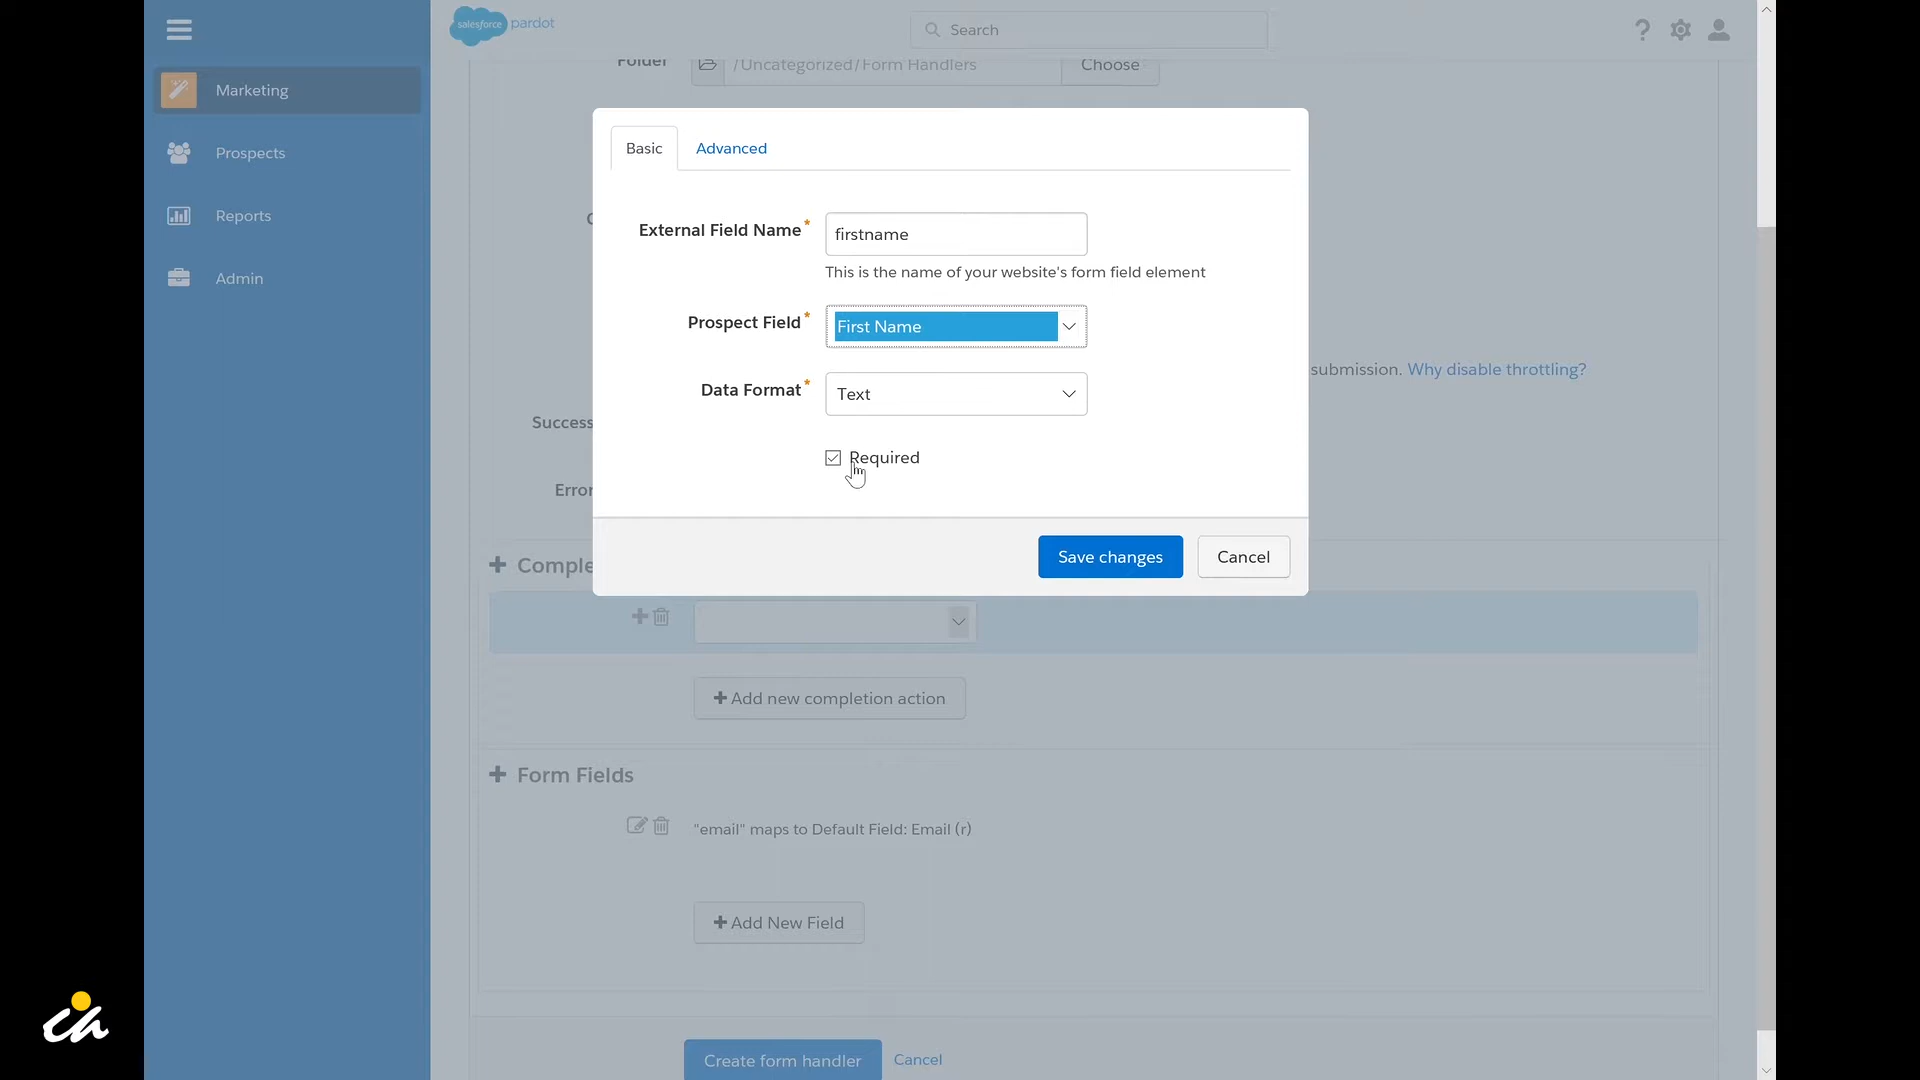 salesforce pardot
Search
Marketing
Prospects
Reports
Admin
Folder
/Uncategorized/Form Handlers
Choose
Basic
Advanced
External Field Name*
firstname
This is the name of your website's form field element
Prospect Field*
First Name
Data Format*
Text
submission. Why disable throttling?
Success
Error
Required
Save changes
Cancel
Comple
Add new completion action
Form Fields
"email" maps to Default Field: Email (r)
Add New Field
Create form handler
Cancel